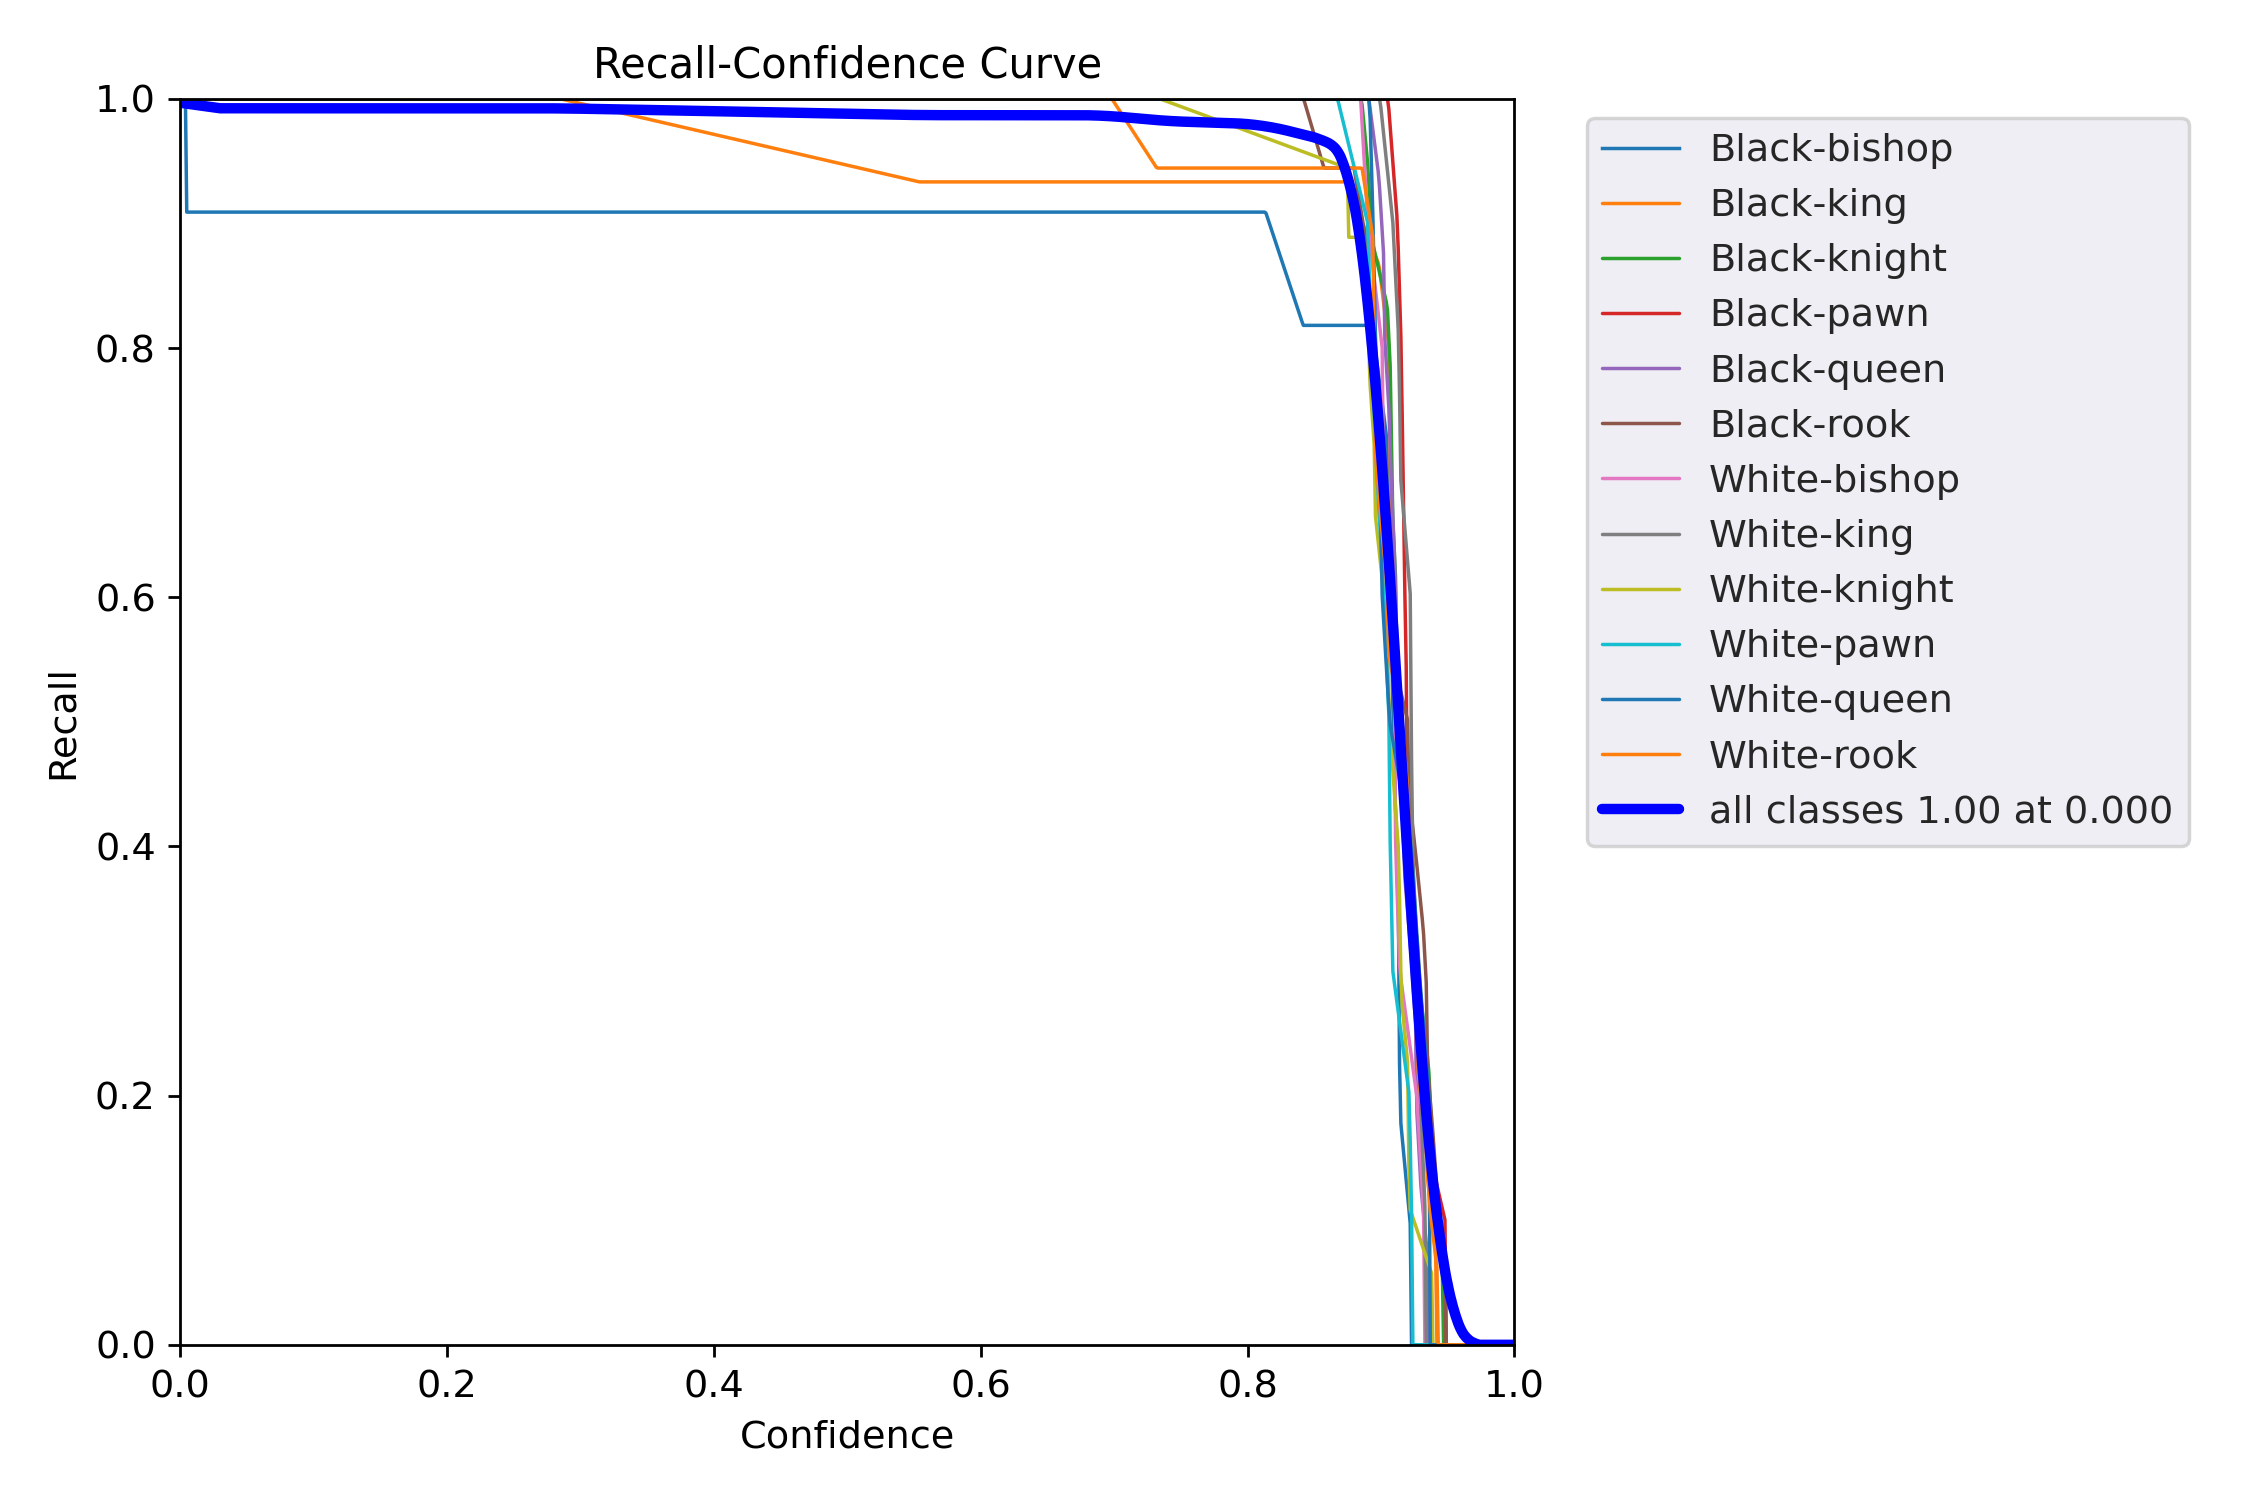 Recall-Confidence Curve
1.0
0.8
0.6
0.4
0.2
0.0
Recall
0.0 0.2 0.4 0.6 0.8 1.0
Confidence
Black-bishop
Black-king
Black-knight
Black-pawn
Black-queen
Black-rook
White-bishop
White-king
White-knight
White-pawn
White-queen
White-rook
all classes 1.00 at 0.000